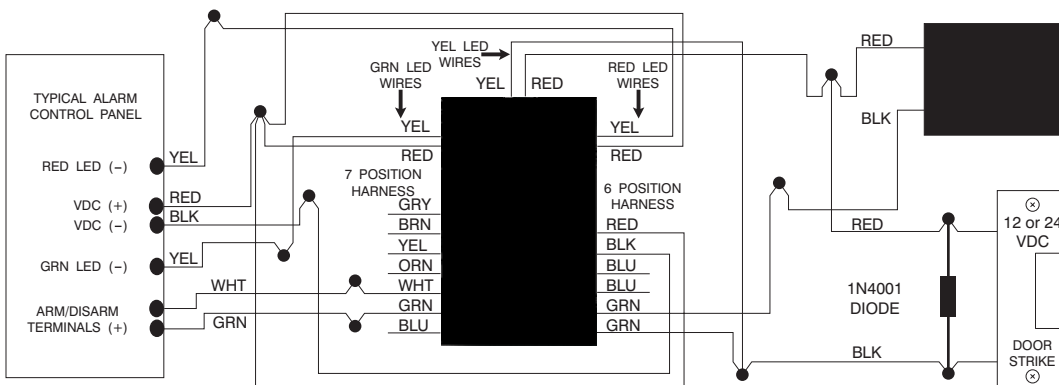 TYPICAL ALARM
CONTROL PANEL
RED LED (–)
YEL
VDC (+)
RED
VDC (–)
BLK
GRN LED (–)
YEL
ARM/DISARM
TERMINALS (+)
WHT
GRN
YEL LED
WIRES
GRN LED
WIRES
YEL
RED
RED LED
WIRES
YEL
RED
YEL
RED
7 POSITION
HARNESS
GRY
BRN
YEL
ORN
WHT
GRN
BLU
6 POSITION
HARNESS
RED
BLK
BLU
BLU
GRN
GRN
RED
BLK
RED
1N4001
DIODE
BLK
12 or 24
VDC
DOOR
STRIKE